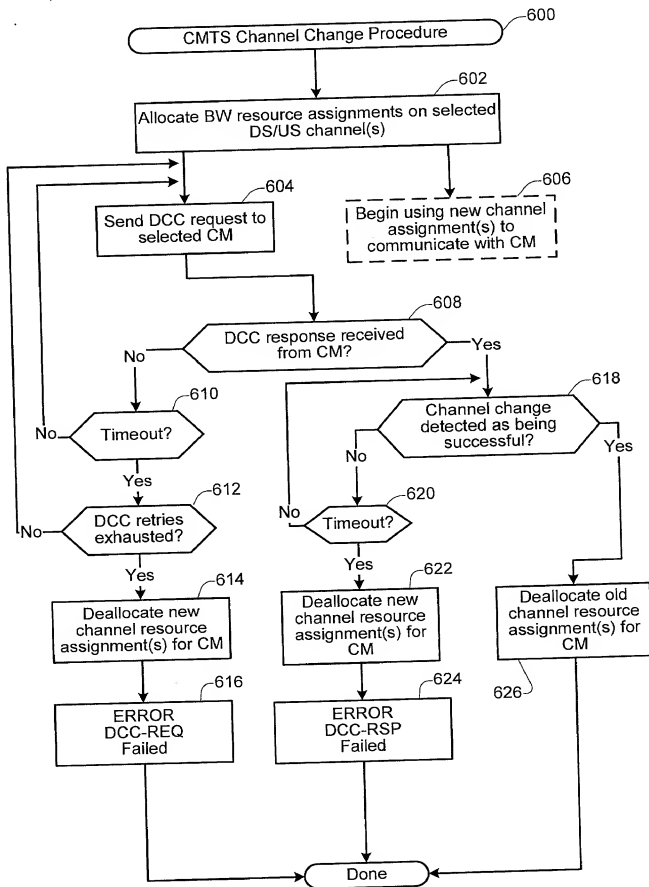 CMTS Channel Change Procedure
600
602
Allocate BW resource assignments on selected
DS/US channel(s)
604
Send DCC request to
selected CM
606
Begin using new channel
assignment(s) to
communicate with CM
608
DCC response received
from CM?
No
Yes
610
Timeout?
No
Yes
612
DCC retries
exhausted?
No
Yes
614
Deallocate new
channel resource
assignment(s) for CM
616
ERROR
DCC-REQ
Failed
618
Channel change
detected as being
successful?
No
Yes
620
Timeout?
No
Yes
622
Deallocate new
channel resource
assignment(s) for
CM
624
ERROR
DCC-RSP
Failed
Deallocate old
channel resource
assignment(s) for
CM
626
Done